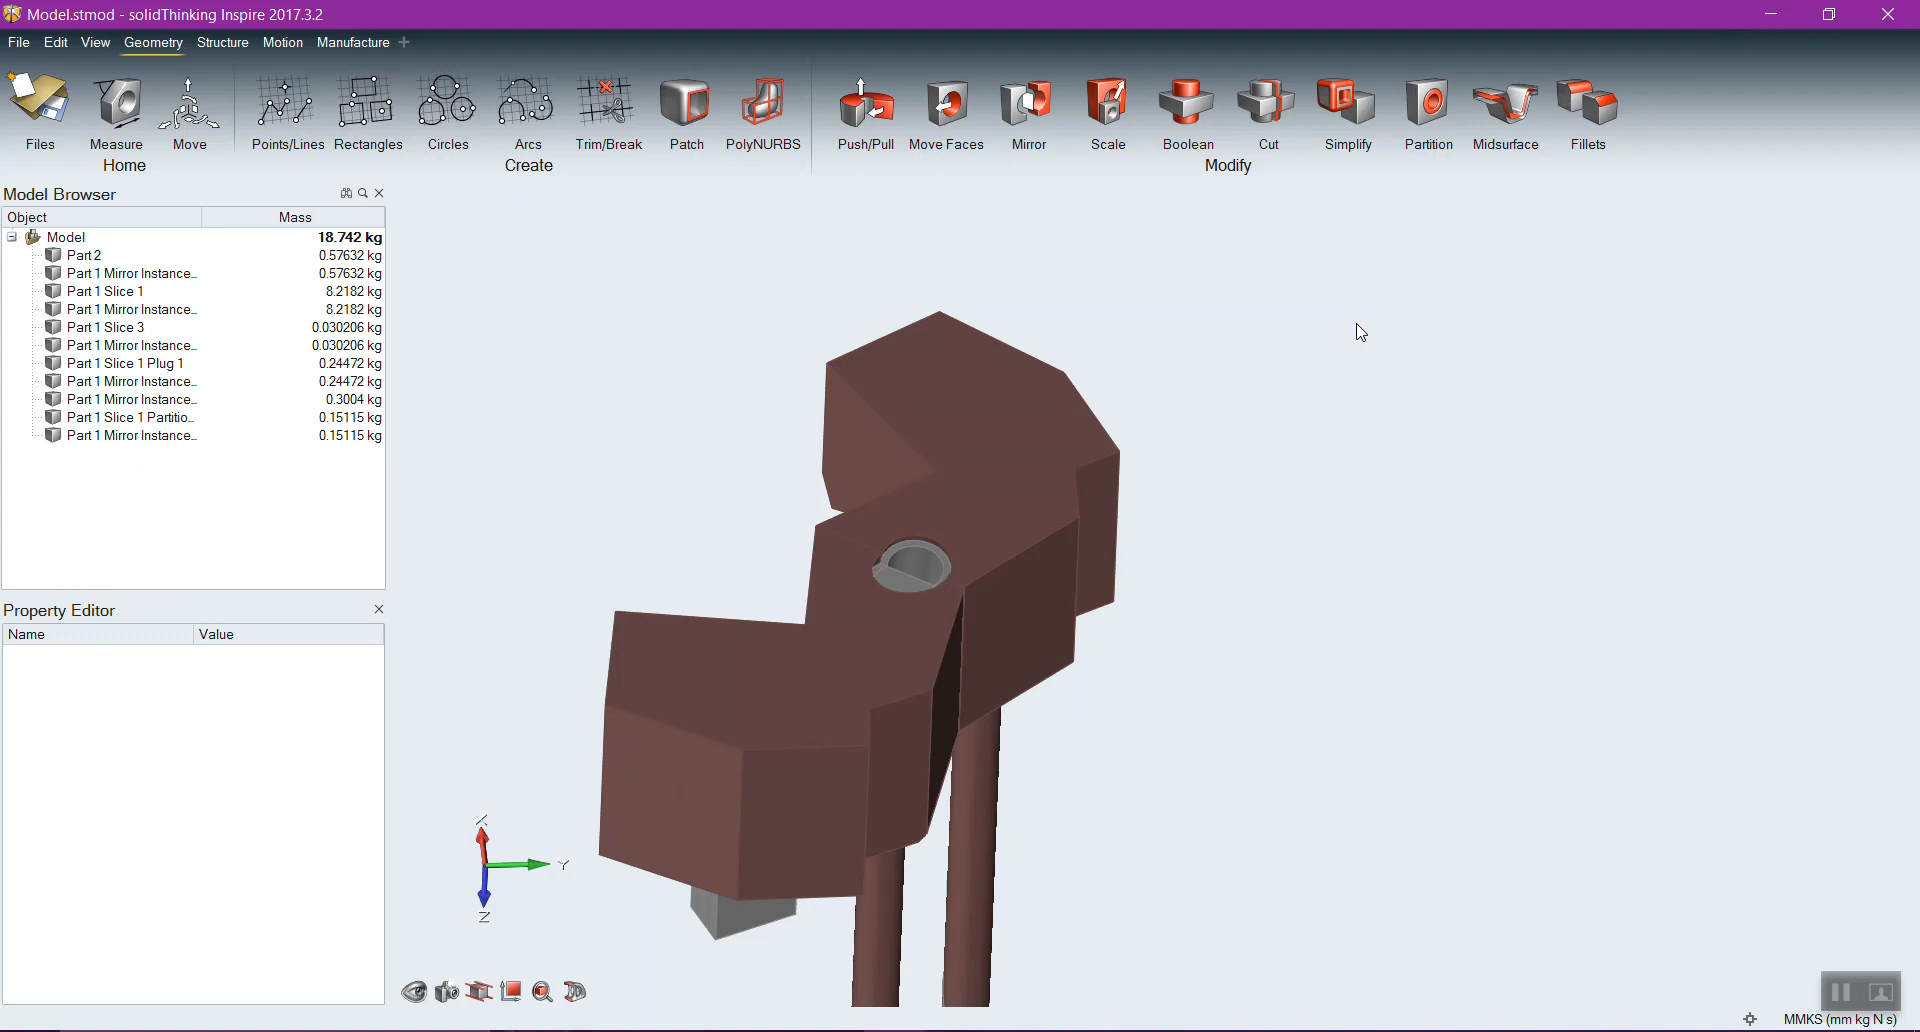 Model.stmod - solidThinking Inspire 2017.3.2
File Edit View Geometry Structure Motion Manufacture
Files Measure Move Points/Lines Rectangles Circles Arcs Trim/Break Patch PolyNURBS Push/Pull Move Faces Mirror Scale Boolean Cut Simplify Partition Midsurface Fillets
Home Create Modify
Model Browser
Object Mass
Model 18.742 kg
Part 2 0.57632 kg
Part 1 Mirror Instance... 0.57632 kg
Part 1 Slice 1 8.2182 kg
Part 1 Mirror Instance... 8.2182 kg
Part 1 Slice 3 0.030206 kg
Part 1 Mirror Instance... 0.030206 kg
Part 1 Slice 1 Plug 1 0.24472 kg
Part 1 Mirror Instance... 0.24472 kg
Part 1 Mirror Instance... 0.3004 kg
Part 1 Slice 1 Partitio... 0.15115 kg
Part 1 Mirror Instance... 0.15115 kg
Property Editor
Name Value
X
Y
Z
MMKS (mm kg N s)